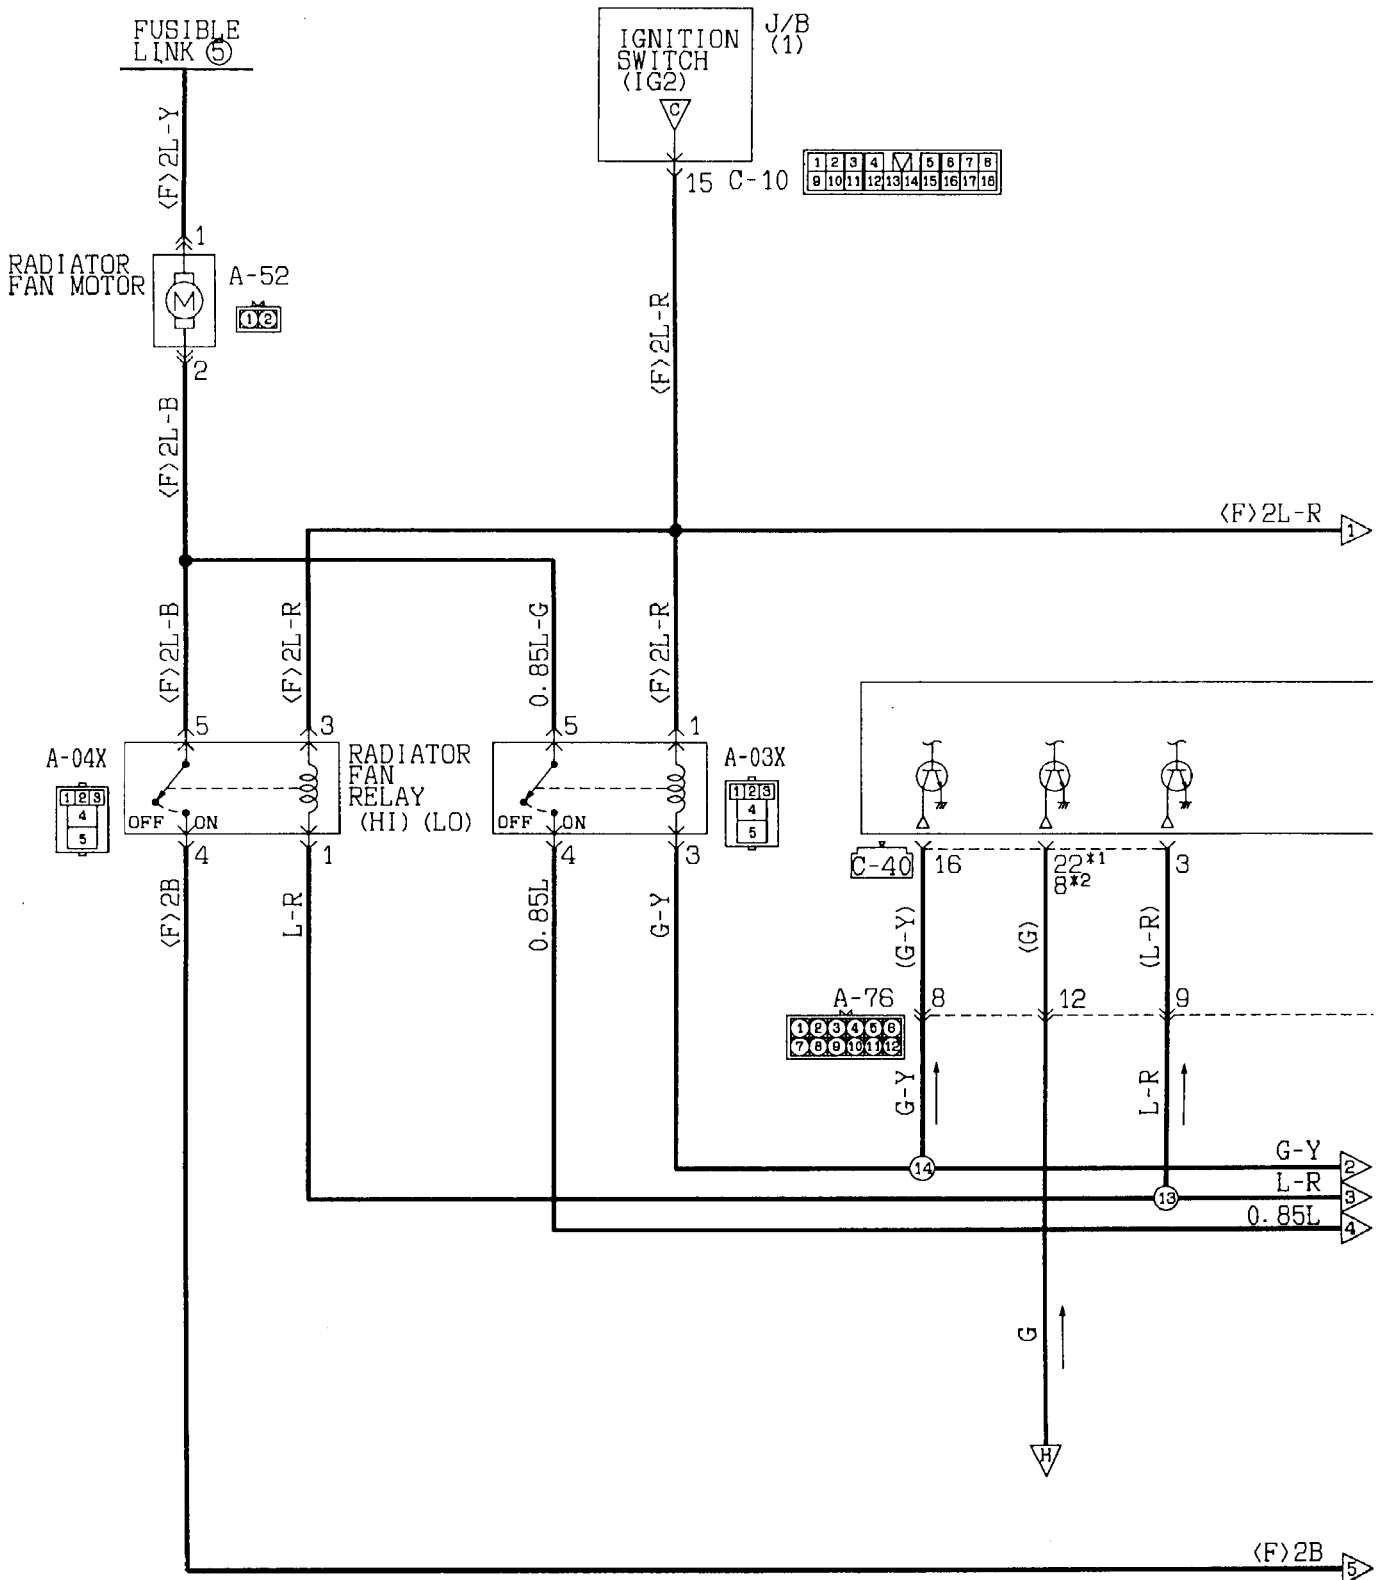 FUSIBLE
LINK ⑤
IGNITION
SWITCH
(IG2)
C
J/B
(1)
15 C-10
1 2 3 4 5 6 7 8
9 10 11 12 13 14 15 16 17 18
<F>2L-Y
1
RADIATOR
FAN MOTOR
M
A-52
1 2
2
<F>2L-B
<F>2L-R
<F>2L-R
1
<F>2L-B
<F>2L-R
0.85L-G
<F>2L-R
5
3
5
1
A-04X
1 2 3
4
5
RADIATOR
FAN
RELAY
(HI) (LO)
OFF ON
OFF ON
A-03X
1 2 3
4
5
4
1
4
3
<F>2B
L-R
0.85L
G-Y
C-40
16
22*1
8*2
3
(G-Y)
(G)
(L-R)
A-76
8
12
9
1 2 3 4 5 6
7 8 9 10 11 12
G-Y
L-R
14
G-Y
2
13
L-R
3
0.85L
4
G
H
<F>2B
5